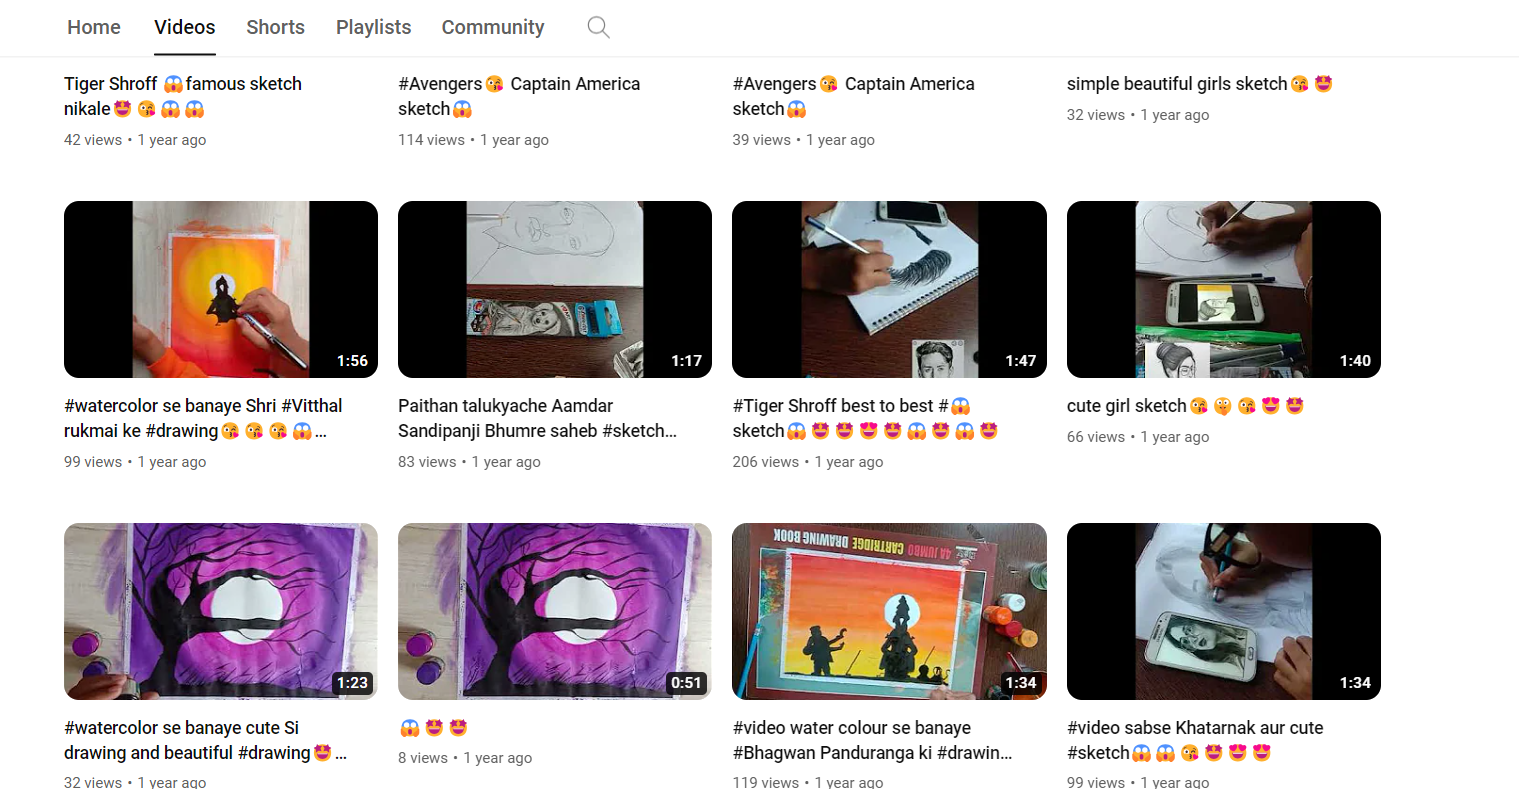 Home Videos Shorts Playlists Community
Tiger Shroff 😱famous sketch
nikale🤩😘😱😱
42 views • 1 year ago
#Avengers😘 Captain America
sketch😱
114 views • 1 year ago
#Avengers😘 Captain America
sketch😱
39 views • 1 year ago
simple beautiful girls sketch😘🤩
32 views • 1 year ago
1:56
#watercolor se banaye Shri #Vitthal
rukmai ke #drawing😘😘😘😱...
99 views • 1 year ago
1:17
Paithan talukyache Aamdar
Sandipanji Bhumre saheb #sketch...
83 views • 1 year ago
1:47
#Tiger Shroff best to best #😱
sketch😱🤩🤩😍🤩😱🤩😱🤩
206 views • 1 year ago
1:40
cute girl sketch😘🤫😘😍🤩
66 views • 1 year ago
1:23
#watercolor se banaye cute Si
drawing and beautiful #drawing🤩...
32 views • 1 year ago
0:51
😱🤩🤩
8 views • 1 year ago
4A JUMBO CARTRIDGE DRAWING BOOK
1:34
#video water colour se banaye
#Bhagwan Panduranga ki #drawin...
119 views • 1 year ago
1:34
#video sabse Khatarnak aur cute
#sketch😱😱😘🤩😍😍
99 views • 1 year ago